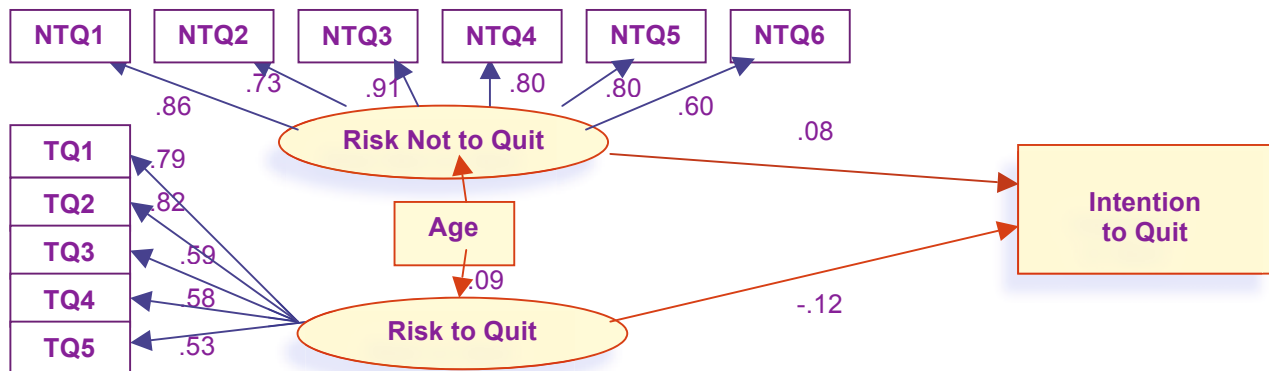 NTQ1 NTQ2 NTQ3 NTQ4 NTQ5 NTQ6
.86 .73 .91 .80 .80 .60
Risk Not to Quit
.08
TQ1 .79
TQ2 .82
TQ3 .59
TQ4 .58
TQ5 .53
Age
.09
Risk to Quit
-.12
Intention
to Quit